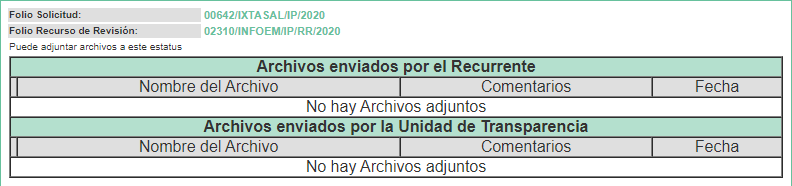 Folio Solicitud: 00642/IXTASAL/IP/2020
Folio Recurso de Revisión: 02310/INFOEM/IP/RR/2020
Puede adjuntar archivos a este estatus
Archivos enviados por el Recurrente
Nombre del Archivo Comentarios Fecha
No hay Archivos adjuntos
Archivos enviados por la Unidad de Transparencia
Nombre del Archivo Comentarios Fecha
No hay Archivos adjuntos